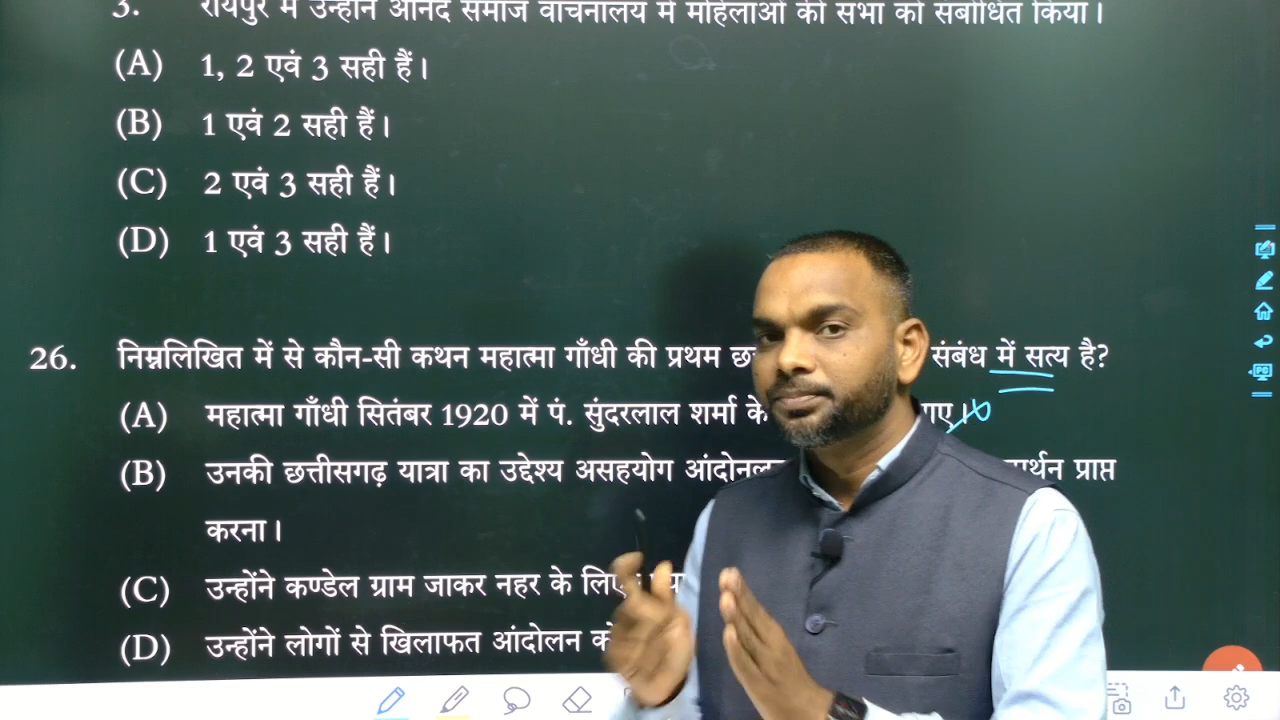 3. रायपुर में उन्होंने आनंद समाज वाचनालय में महिलाओं की सभा को संबोधित किया।
(A) 1, 2 एवं 3 सही हैं।
(B) 1 एवं 2 सही हैं।
(C) 2 एवं 3 सही हैं।
(D) 1 एवं 3 सही हैं।
26. निम्नलिखित में से कौन-सी कथन महात्मा गाँधी की प्रथम संबंध में सत्य है?
(A) महात्मा गाँधी सितंबर 1920 में पं. सुंदरलाल शर्मा के
(B) उनकी छत्तीसगढ़ यात्रा का उद्देश्य असहयोग प्राप्त
करना।
(C) उन्होंने कण्डेल ग्राम जाकर नहर के
(D) उन्होंने लोगों से खिलाफत आंदोलन